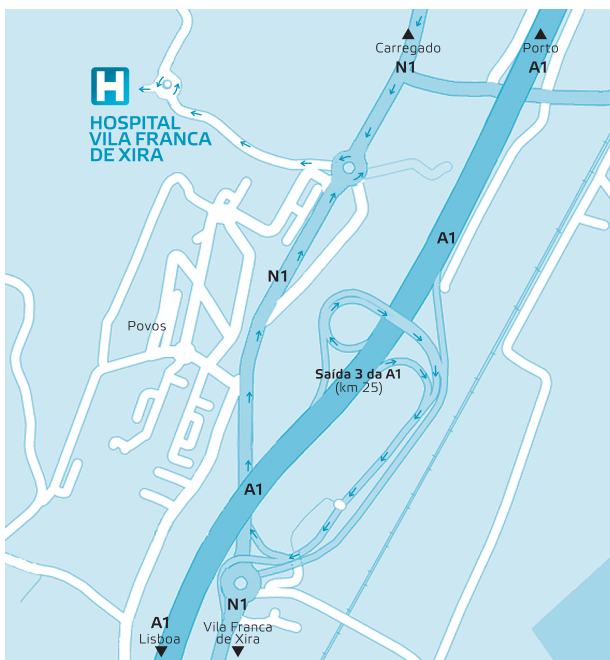 Carregado
N1
Porto
A1
H
HOSPITAL
VILA FRANCA
DE XIRA
A1
N1
Povos
Saída 3 da A1
(km 25)
A1
A1
Lisboa
N1
Vila Franca
de Xira